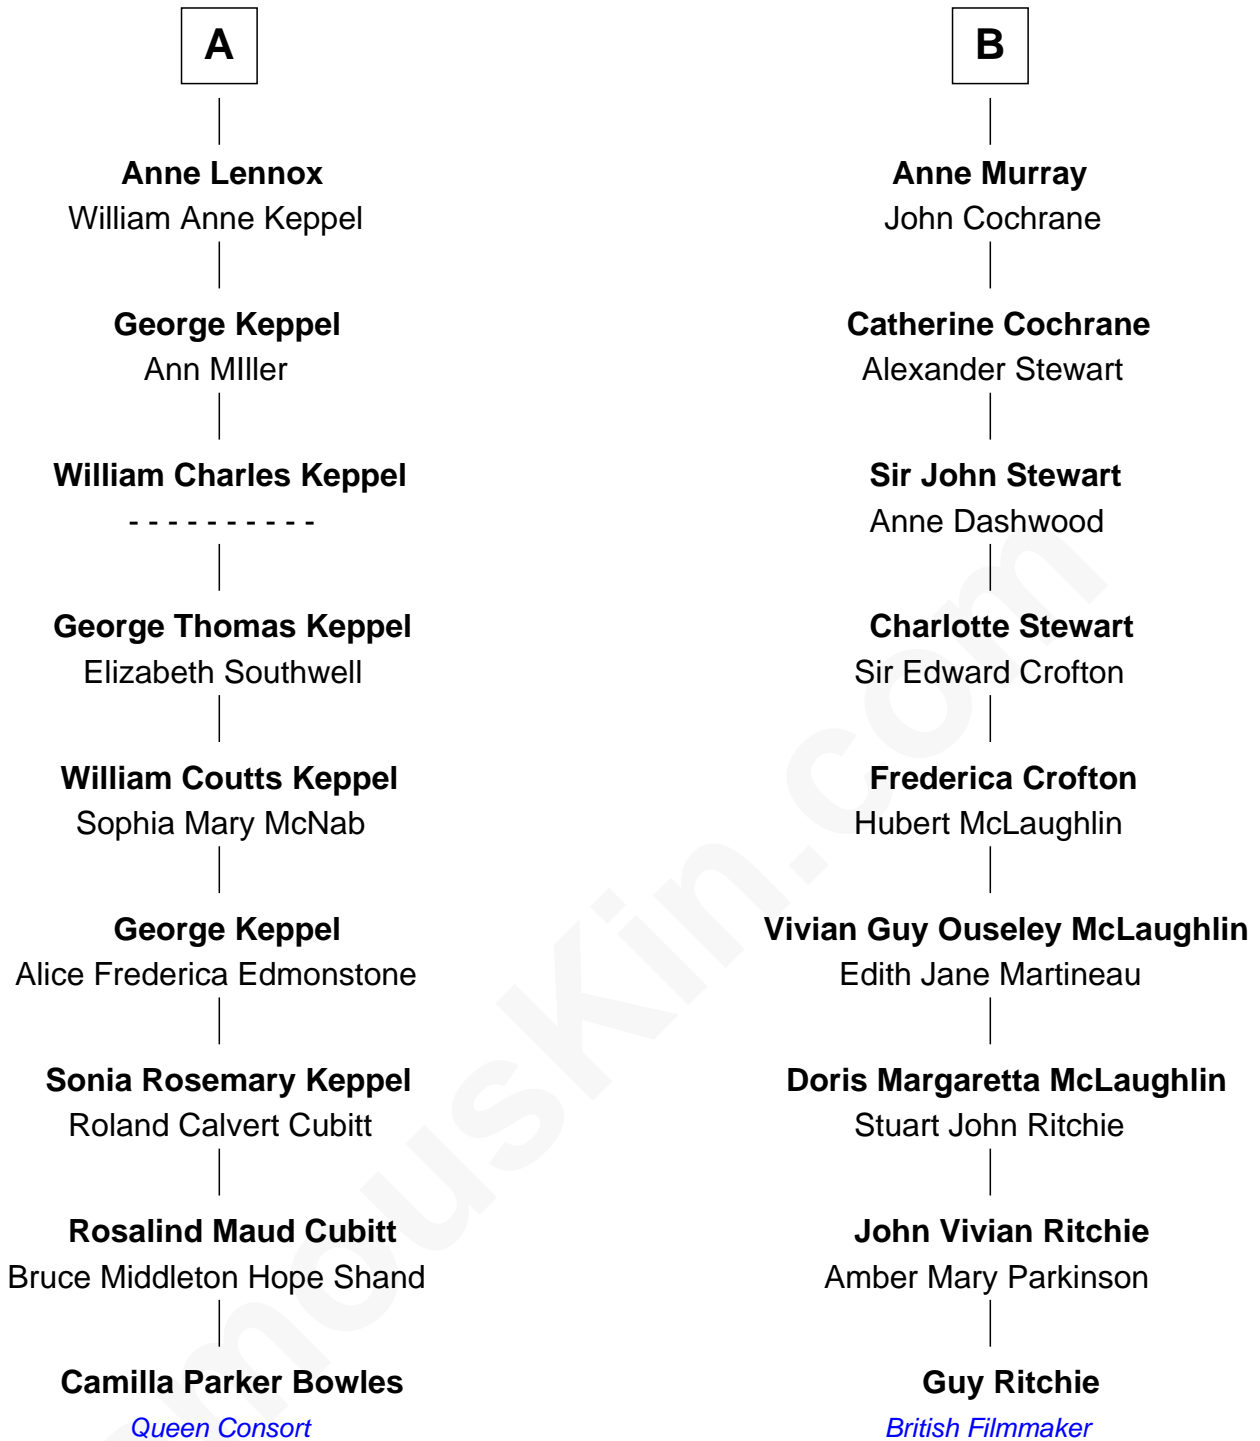 A
Anne Lennox
William Anne Keppel
George Keppel
Ann MIller
William Charles Keppel
- - - - - - - - - -
George Thomas Keppel
Elizabeth Southwell
William Coutts Keppel
Sophia Mary McNab
George Keppel
Alice Frederica Edmonstone
Sonia Rosemary Keppel
Roland Calvert Cubitt
Rosalind Maud Cubitt
Bruce Middleton Hope Shand
Camilla Parker Bowles
Queen Consort
B
Anne Murray
John Cochrane
Catherine Cochrane
Alexander Stewart
Sir John Stewart
Anne Dashwood
Charlotte Stewart
Sir Edward Crofton
Frederica Crofton
Hubert McLaughlin
Vivian Guy Ouseley McLaughlin
Edith Jane Martineau
Doris Margaretta McLaughlin
Stuart John Ritchie
John Vivian Ritchie
Amber Mary Parkinson
Guy Ritchie
British Filmmaker
mousKin.com